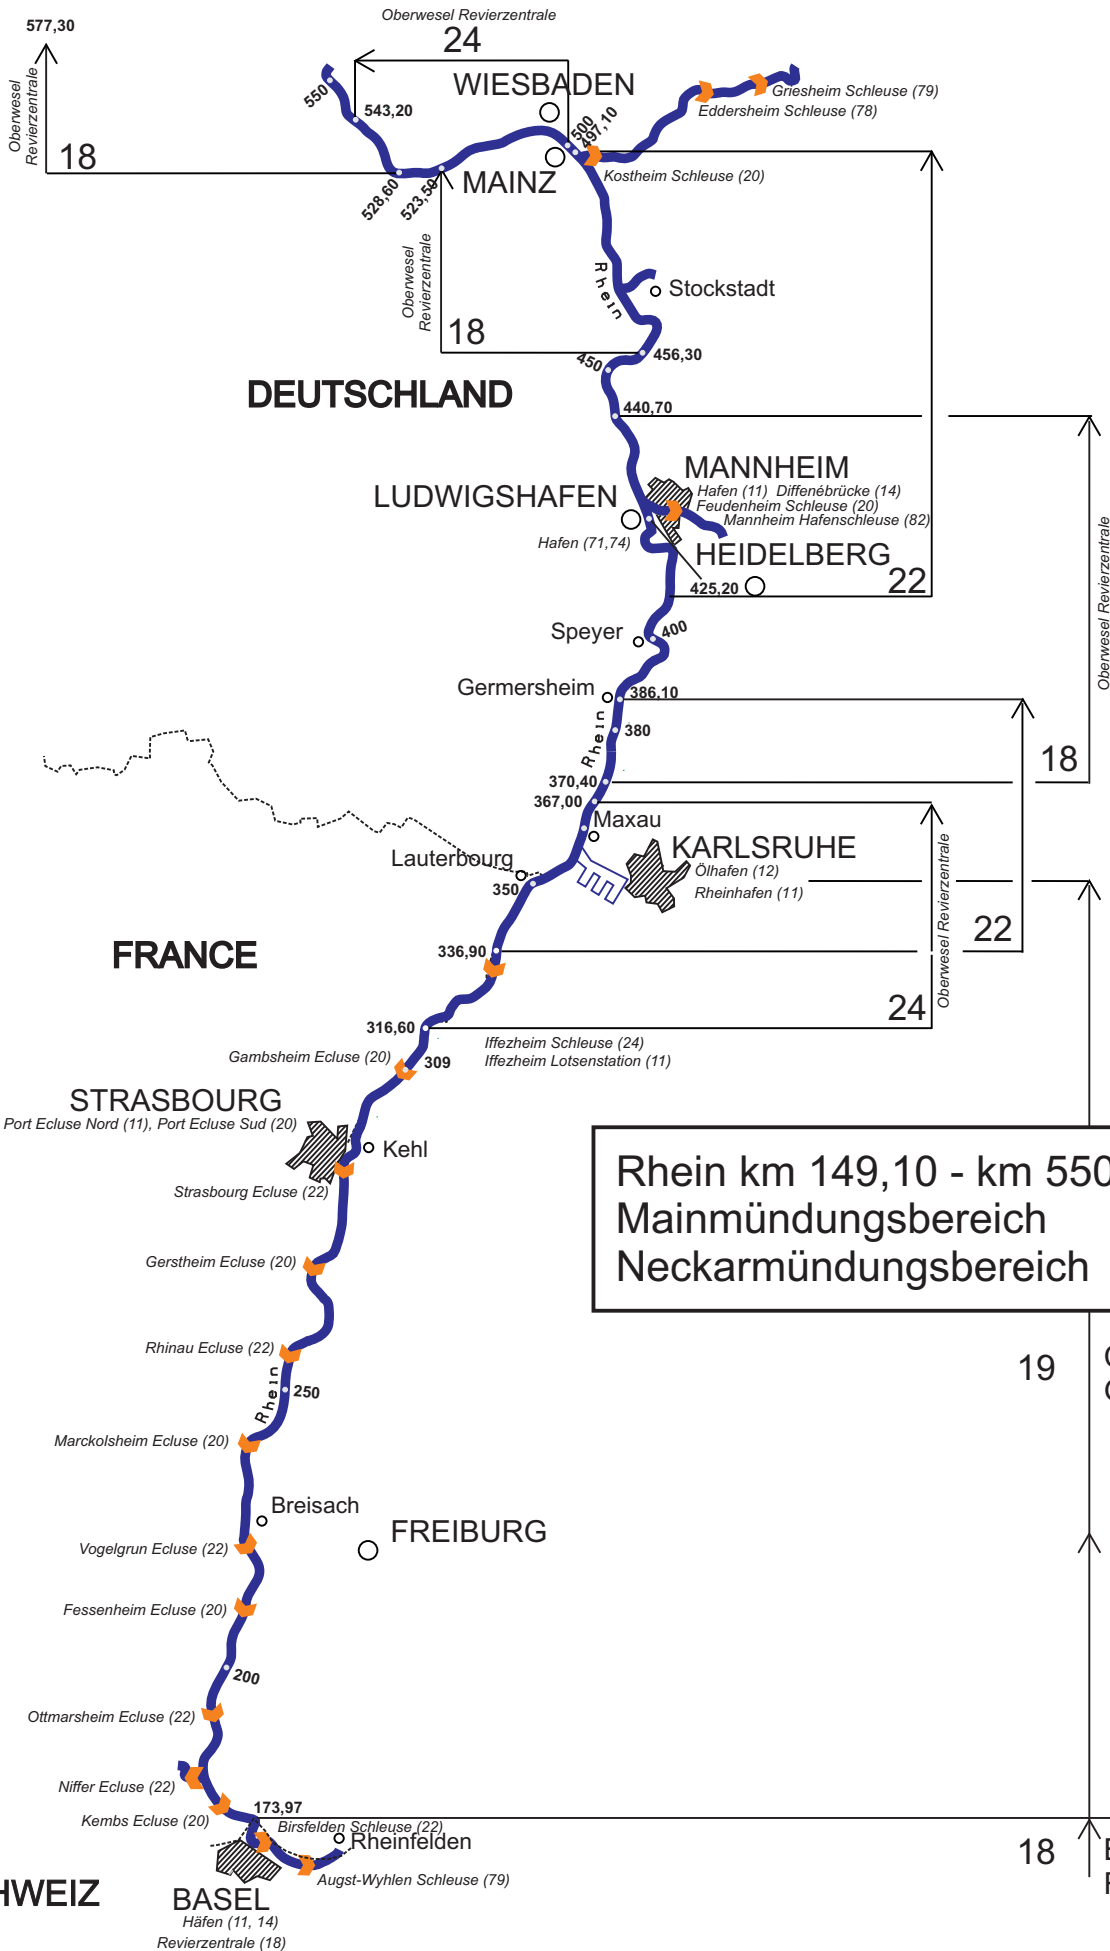 577,30
Oberwesel Revierzentrale
24
WIESBADEN
Oberwesel
Revierzentrale
18
550
543,20
500
497,10
Griesheim Schleuse (79)
Eddersheim Schleuse (78)
MAINZ
Kostheim Schleuse (20)
528,60
523,50
Oberwesel
Revierzentrale
18
Rhein
Stockstadt
456,30
450
DEUTSCHLAND
440,70
MANNHEIM
Hafen (11) Diffenébrücke (14)
Feudenheim Schleuse (20)
Mannheim Hafenschleuse (82)
LUDWIGSHAFEN
Hafen (71,74)
HEIDELBERG
425,20
22
Oberwesel Revierzentrale
Speyer
400
Germersheim
386,10
Rhein
380
18
370,40
367,00
Maxau
KARLSRUHE
Ölhafen (12)
Rheinhafen (11)
Lauterbourg
350
Oberwesel Revierzentrale
22
FRANCE
336,90
24
316,60
Iffezheim Schleuse (24)
Iffezheim Lotsenstation (11)
Gambsheim Ecluse (20)
309
STRASBOURG
Port Ecluse Nord (11), Port Ecluse Sud (20)
Kehl
Strasbourg Ecluse (22)
Rhein km 149,10 - km 550
Mainmündungsbereich
Neckarmündungsbereich
Gerstheim Ecluse (20)
Rhinau Ecluse (22)
19
Rhein
250
Marckolsheim Ecluse (20)
Breisach
FREIBURG
Vogelgrun Ecluse (22)
Fessenheim Ecluse (20)
200
Ottmarsheim Ecluse (22)
Niffer Ecluse (22)
Kembs Ecluse (20)
173,97
Birsfelden Schleuse (22)
Rheinfelden
18
Augst-Wyhlen Schleuse (79)
HWEIZ
BASEL
Häfen (11, 14)
Revierzentrale (18)